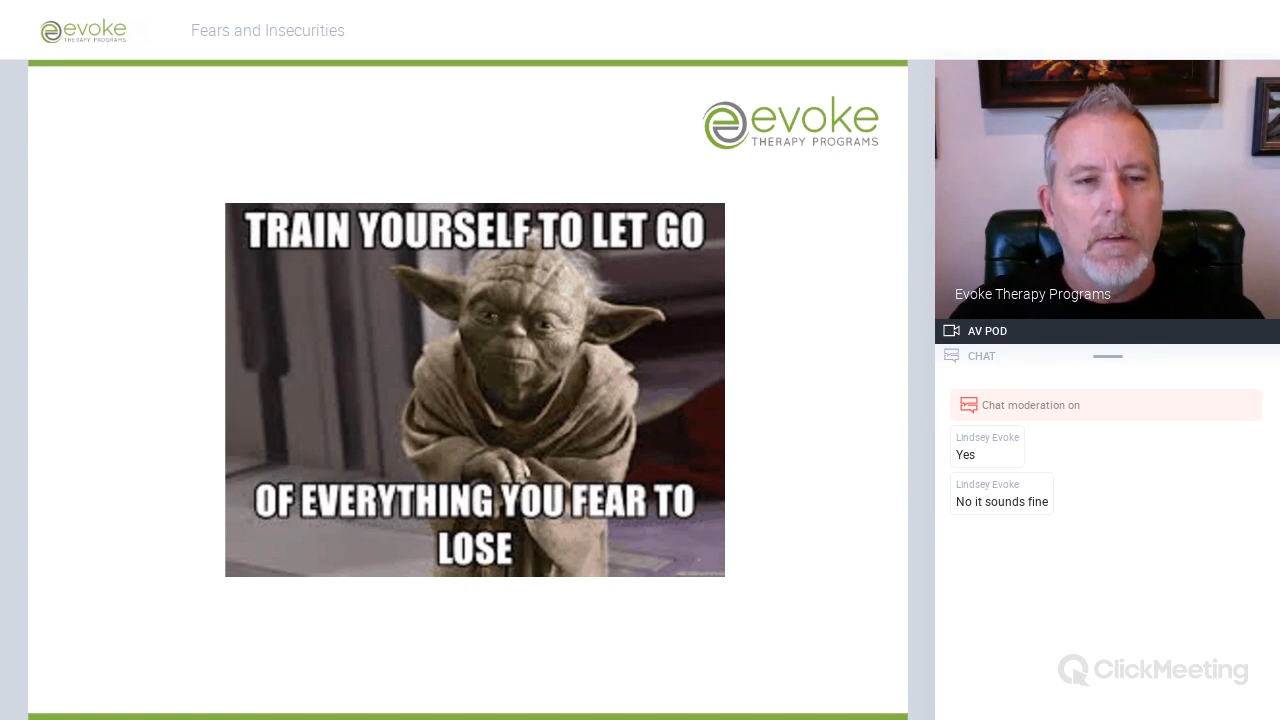 evoke
THERAPY PROGRAMS
Fears and Insecurities
evoke
THERAPY PROGRAMS
TRAIN YOURSELF TO LET GO
OF EVERYTHING YOU FEAR TO
LOSE
Evoke Therapy Programs
AV POD
CHAT
Chat moderation on
Lindsey Evoke
Yes
Lindsey Evoke
No it sounds fine
ClickMeeting